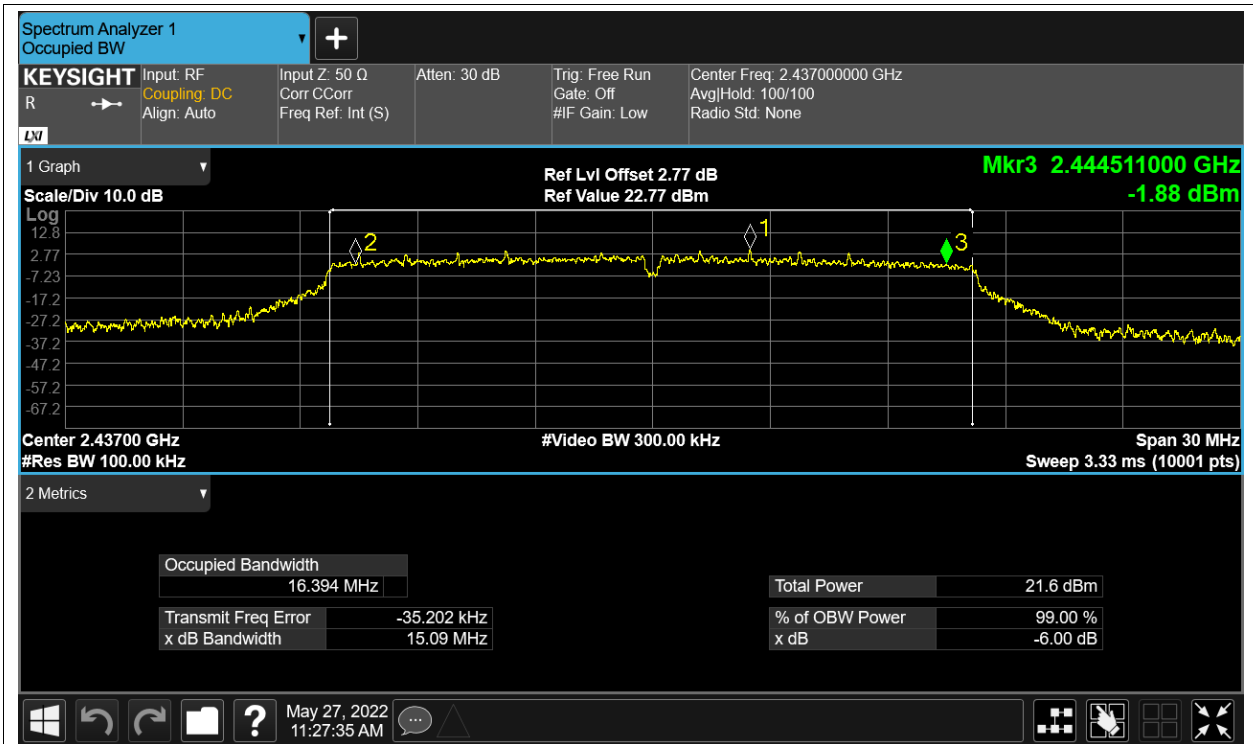 Spectrum Analyzer 1
Occupied BW
KEYSIGHT
R
LXI
Input: RF
Coupling: DC
Align: Auto
Input Z: 50 Ω
Corr CCorr
Freq Ref: Int (S)
Atten: 30 dB
Trig: Free Run
Gate: Off
#IF Gain: Low
Center Freq: 2.437000000 GHz
Avg|Hold: 100/100
Radio Std: None
1 Graph
Scale/Div 10.0 dB
Ref Lvl Offset 2.77 dB
Ref Value 22.77 dBm
Mkr3 2.444511000 GHz
-1.88 dBm
Log
12.8
2.77
-7.23
-17.2
-27.2
-37.2
-47.2
-57.2
-67.2
2
1
3
Center 2.43700 GHz
#Res BW 100.00 kHz
#Video BW 300.00 kHz
Span 30 MHz
Sweep 3.33 ms (10001 pts)
2 Metrics
Occupied Bandwidth
16.394 MHz
Transmit Freq Error -35.202 kHz
x dB Bandwidth 15.09 MHz
Total Power 21.6 dBm
% of OBW Power 99.00 %
x dB -6.00 dB
?
May 27, 2022
11:27:35 AM